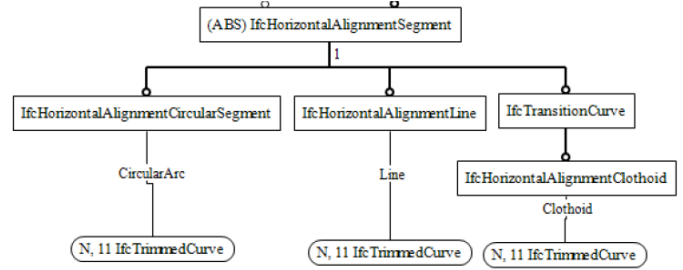 (ABS) IfcHorizontalAlignmentSegment
1
IfcHorizontalAlignmentCircularSegment
IfcHorizontalAlignmentLine
IfcTransitionCurve
CircularArc
Line
IfcHorizontalAlignmentClothoid
Clothoid
N, 11 IfcTrimmedCurve
N, 11 IfcTrimmedCurve
N, 11 IfcTrimmedCurve